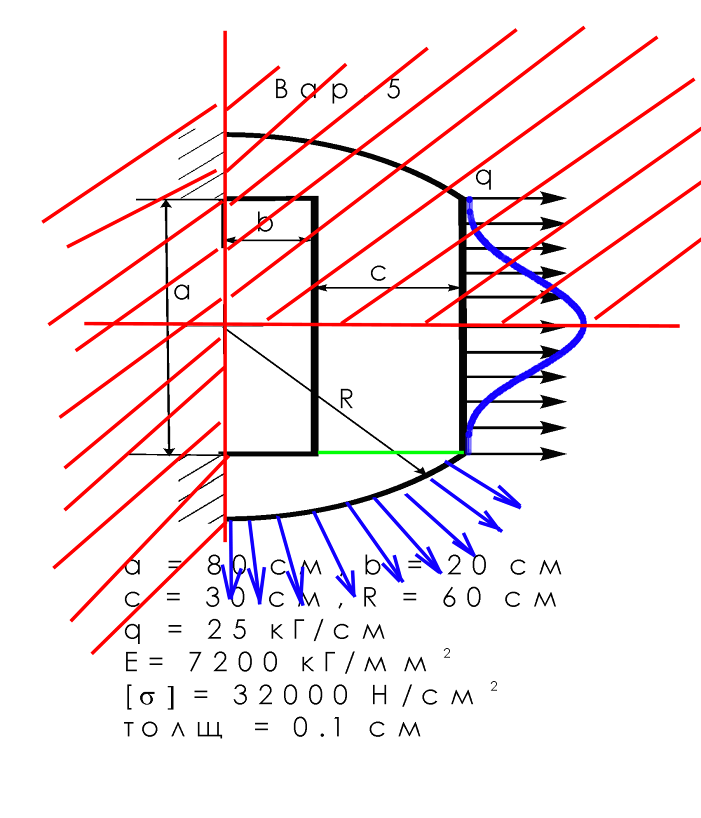 Вар. 5
q
b
c
a
R
a = 80 см, b = 20 см
c = 30 см, R = 60 см
q = 25 кГ/см
E= 7200 кГ/мм²
[σ] = 32000 Н/см²
толщ = 0.1 см